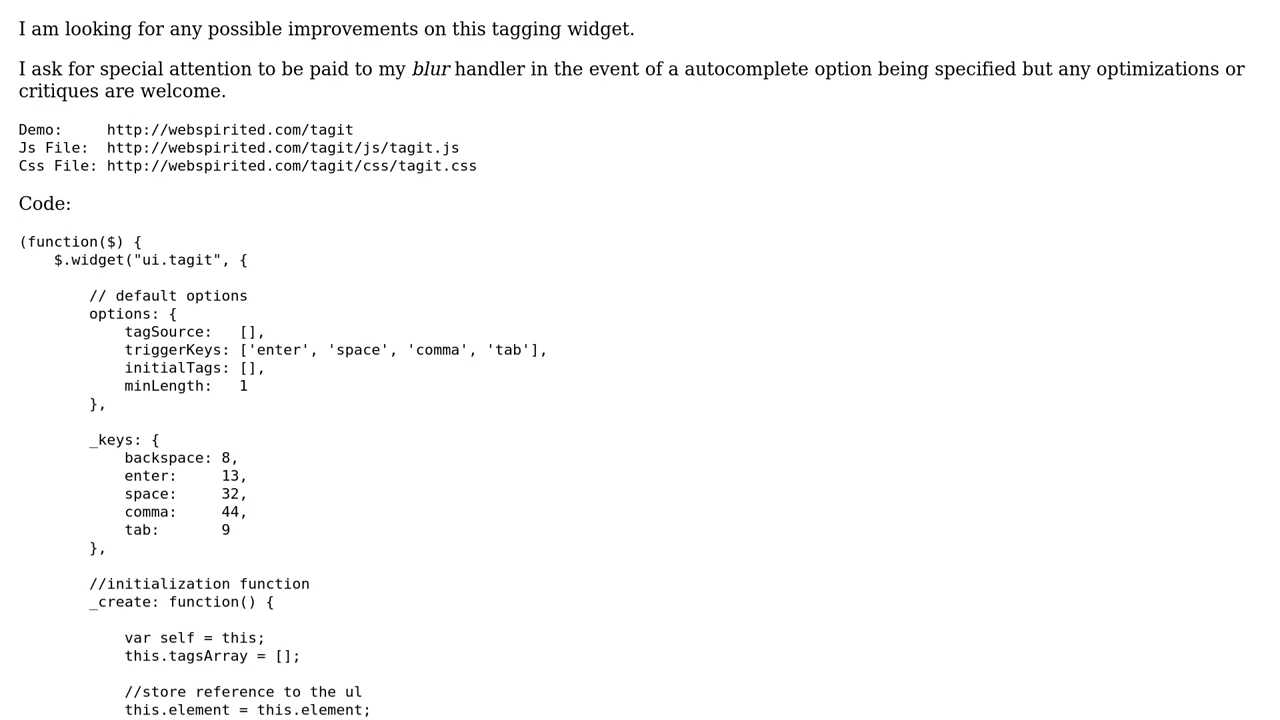 I am looking for any possible improvements on this tagging widget.
I ask for special attention to be paid to my blur handler in the event of a autocomplete option being specified but any optimizations or
critiques are welcome.
Demo:     http://webspirited.com/tagit
Js File:  http://webspirited.com/tagit/js/tagit.js
Css File: http://webspirited.com/tagit/css/tagit.css
Code:
(function($) {
    $.widget("ui.tagit", {
        // default options
        options: {
            tagSource:   [],
            triggerKeys: ['enter', 'space', 'comma', 'tab'],
            initialTags: [],
            minLength:   1
        },
        _keys: {
            backspace: 8,
            enter:     13,
            space:     32,
            comma:     44,
            tab:       9
        },
        //initialization function
        _create: function() {
            var self = this;
            this.tagsArray = [];
            //store reference to the ul
            this.element = this.element;